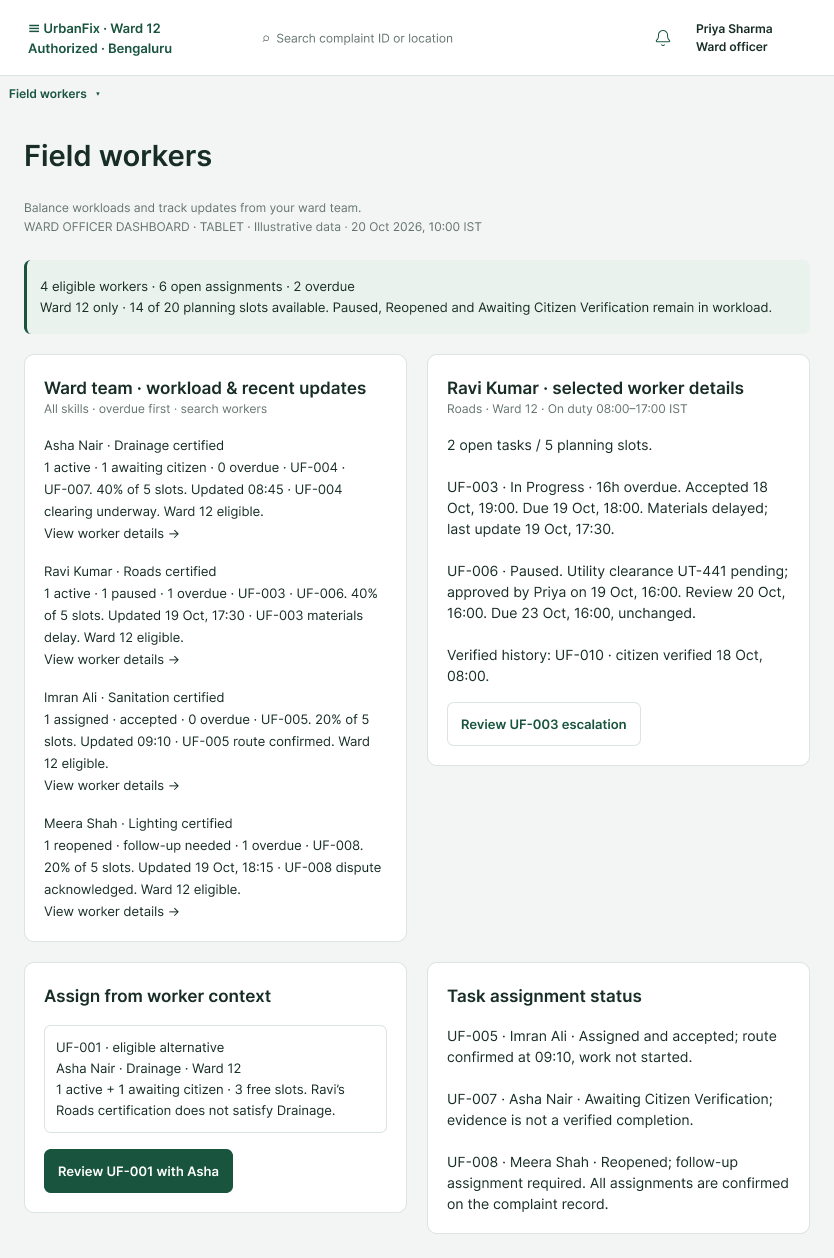 ≡ UrbanFix · Ward 12
Authorized · Bengaluru
⌕ Search complaint ID or location
Priya Sharma
Ward officer
Field workers ▾
Field workers
Balance workloads and track updates from your ward team.
WARD OFFICER DASHBOARD · TABLET · Illustrative data · 20 Oct 2026, 10:00 IST
4 eligible workers · 6 open assignments · 2 overdue
Ward 12 only · 14 of 20 planning slots available. Paused, Reopened and Awaiting Citizen Verification remain in workload.
Ward team · workload & recent updates
All skills · overdue first · search workers
Asha Nair · Drainage certified
1 active · 1 awaiting citizen · 0 overdue · UF-004 ·
UF-007. 40% of 5 slots. Updated 08:45 · UF-004
clearing underway. Ward 12 eligible.
View worker details →
Ravi Kumar · Roads certified
1 active · 1 paused · 1 overdue · UF-003 · UF-006. 40%
of 5 slots. Updated 19 Oct, 17:30 · UF-003 materials
delay. Ward 12 eligible.
View worker details →
Imran Ali · Sanitation certified
1 assigned · accepted · 0 overdue · UF-005. 20% of 5
slots. Updated 09:10 · UF-005 route confirmed. Ward
12 eligible.
View worker details →
Meera Shah · Lighting certified
1 reopened · follow-up needed · 1 overdue · UF-008.
20% of 5 slots. Updated 19 Oct, 18:15 · UF-008 dispute
acknowledged. Ward 12 eligible.
View worker details →
Ravi Kumar · selected worker details
Roads · Ward 12 · On duty 08:00–17:00 IST
2 open tasks / 5 planning slots.
UF-003 · In Progress · 16h overdue. Accepted 18
Oct, 19:00. Due 19 Oct, 18:00. Materials delayed;
last update 19 Oct, 17:30.
UF-006 · Paused. Utility clearance UT-441 pending;
approved by Priya on 19 Oct, 16:00. Review 20 Oct,
16:00. Due 23 Oct, 16:00, unchanged.
Verified history: UF-010 · citizen verified 18 Oct,
08:00.
Review UF-003 escalation
Assign from worker context
UF-001 · eligible alternative
Asha Nair · Drainage · Ward 12
1 active + 1 awaiting citizen · 3 free slots. Ravi’s
Roads certification does not satisfy Drainage.
Review UF-001 with Asha
Task assignment status
UF-005 · Imran Ali · Assigned and accepted; route
confirmed at 09:10, work not started.
UF-007 · Asha Nair · Awaiting Citizen Verification;
evidence is not a verified completion.
UF-008 · Meera Shah · Reopened; follow-up
assignment required. All assignments are confirmed
on the complaint record.